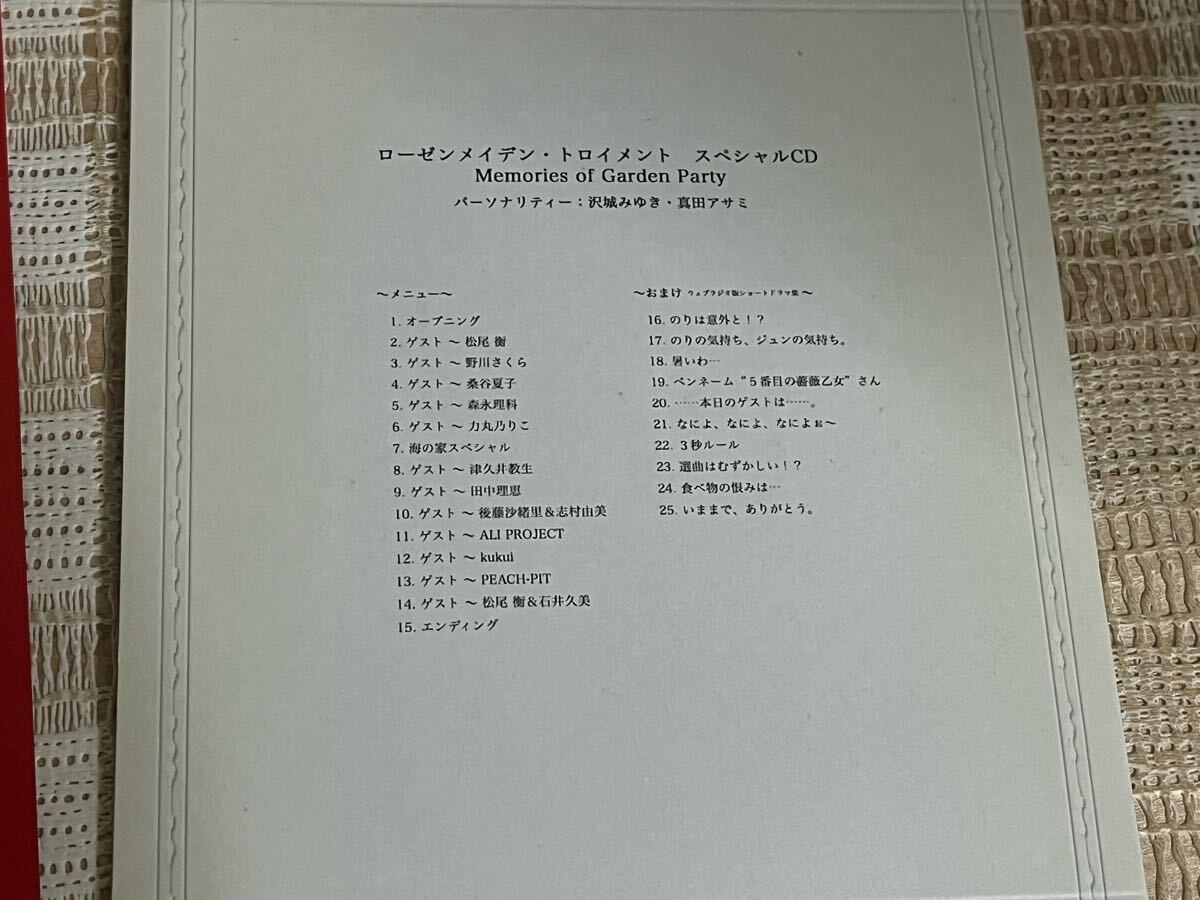 ローゼンメイデン・トロイメント　スペシャルCD
Memories of Garden Party
パーソナリティー：沢城みゆき・真田アサミ
〜メニュー〜
1. オープニング
2. ゲスト 〜 松尾 衡
3. ゲスト 〜 野川さくら
4. ゲスト 〜 桑谷夏子
5. ゲスト 〜 森永理科
6. ゲスト 〜 力丸乃りこ
7. 海の家スペシャル
8. ゲスト 〜 津久井教生
9. ゲスト 〜 田中理恵
10. ゲスト 〜 後藤沙緒里＆志村由美
11. ゲスト 〜 ALI PROJECT
12. ゲスト 〜 kukui
13. ゲスト 〜 PEACH-PIT
14. ゲスト 〜 松尾 衡＆石井久美
15. エンディング
〜おまけ ウェブラジオ版ショートドラマ集 〜
16. のりは意外と！？
17. のりの気持ち、ジュンの気持ち。
18. 暑いわ…
19. ペンネーム“５番目の薔薇乙女”さん
20. ……本日のゲストは……。
21. なによ、なによ、なによぉ〜
22. ３秒ルール
23. 選曲はむずかしい！？
24. 食べ物の恨みは…
25. いままで、ありがとう。